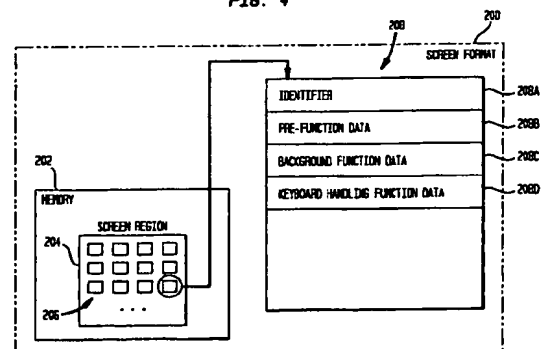 FIG. 4
200
208
SCREEN FORMAT
IDENTIFIER
208A
PRE-FUNCTION DATA
208B
BACKGROUND FUNCTION DATA
208C
KEYBOARD HANDLING FUNCTION DATA
208D
202
MEMORY
SCREEN REGION
204
206
...